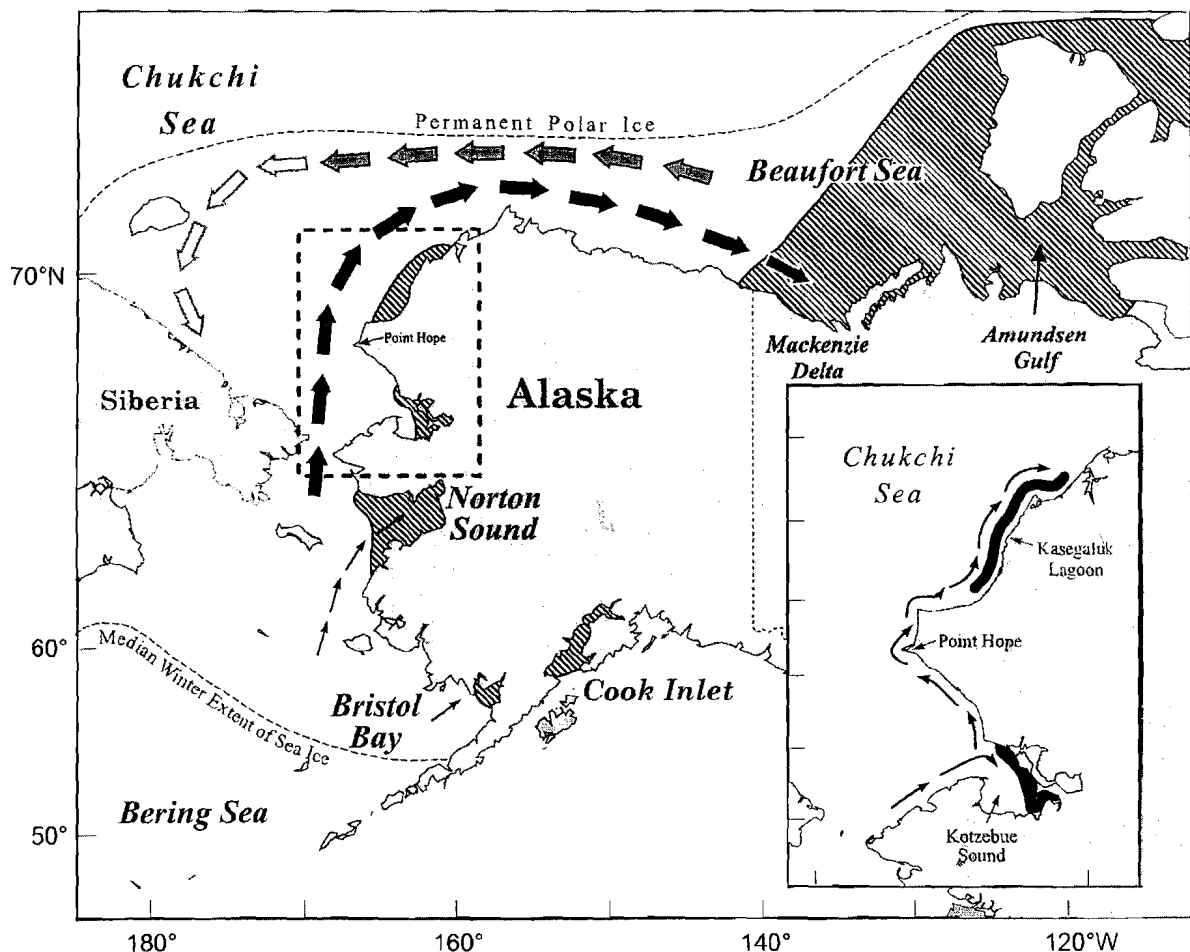 Chukchi
Sea
Permanent Polar Ice
Beaufort Sea
70°N
Point Hope
Mackenzie
Delta
Amundsen
Gulf
Siberia
Alaska
Chukchi
Sea
Norton
Sound
Kasegaluk
Lagoon
60°
Point Hope
Median Winter Extent of Sea Ice
Bristol
Bay
Cook Inlet
Bering Sea
50°
Kotzebue
Sound
180°
160°
140°
120°W